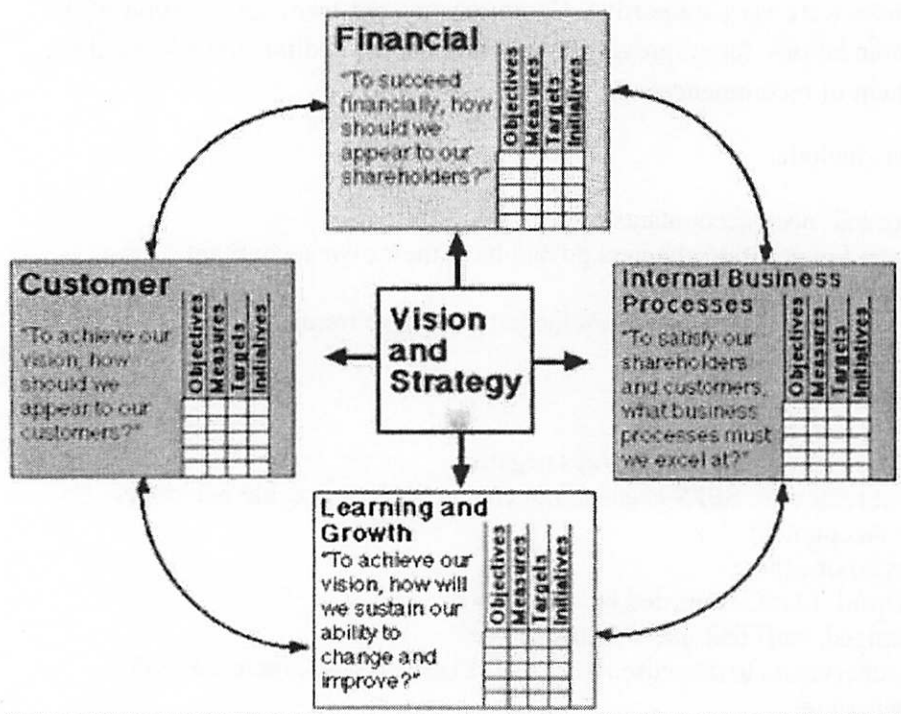 Financial
"To succeed
financially, how
should we
appear to our
shareholders?"
Objectives
Measures
Targets
Initiatives
Customer
"To achieve our
vision, how
should we
appear to our
customers?"
Objectives
Measures
Targets
Initiatives
Vision
and
Strategy
Internal Business
Processes
"To satisfy our
shareholders
and customers,
what business
processes must
we excel at?"
Objectives
Measures
Targets
Initiatives
Learning and
Growth
"To achieve our
vision, how will
we sustain our
ability to
change and
improve?"
Objectives
Measures
Targets
Initiatives